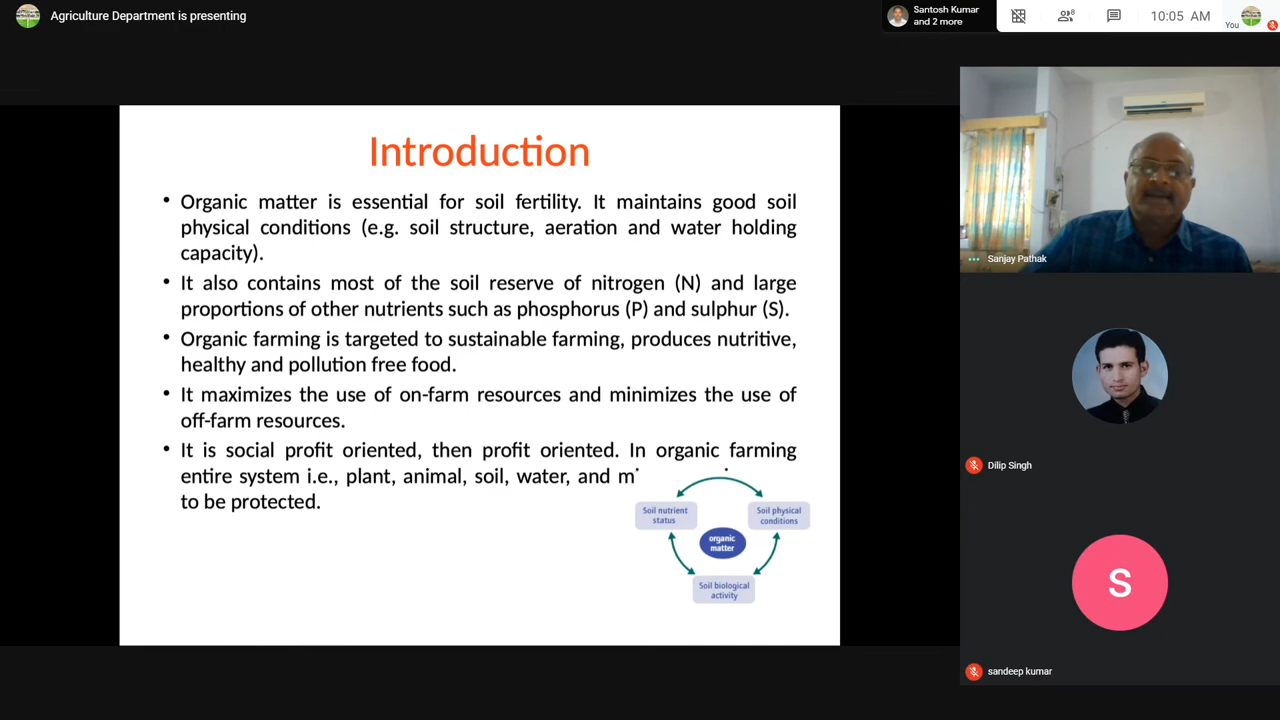 Agriculture Department is presenting
Santosh Kumar
and 2 more
8
10:05 AM
You
Introduction
• Organic matter is essential for soil fertility. It maintains good soil
physical conditions (e.g. soil structure, aeration and water holding
capacity).
• It also contains most of the soil reserve of nitrogen (N) and large
proportions of other nutrients such as phosphorus (P) and sulphur (S).
• Organic farming is targeted to sustainable farming, produces nutritive,
healthy and pollution free food.
• It maximizes the use of on-farm resources and minimizes the use of
off-farm resources.
• It is social profit oriented, then profit oriented. In organic farming
entire system i.e., plant, animal, soil, water, and
to be protected.
Soil nutrient
status
Soil physical
conditions
organic
matter
Soil biological
activity
Sanjay Pathak
Dilip Singh
S
sandeep kumar